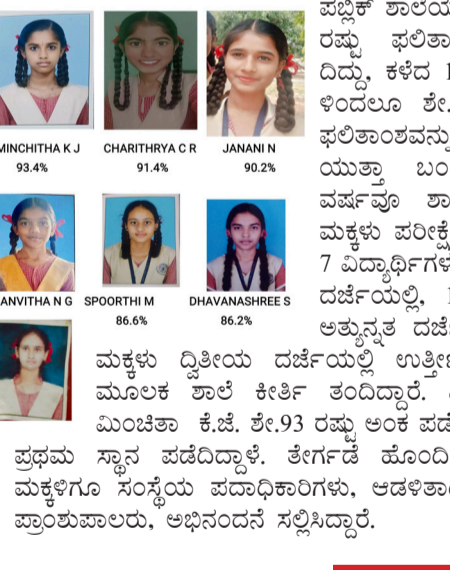 MINCHITHA K J CHARITHRYA C R JANANI N
93.4% 91.4% 90.2%
ANVITHA N G SPOORTHI M DHAVANASHREE S
86.6% 86.2%
ಪಬ್ಲಿಕ್ ಶಾಲೆಯ
ರಷ್ಟು ಫಲಿತಾ
ದಿದ್ದು, ಕಳೆದ 1
ಳಿಂದಲೂ ಶೇ.
ಫಲಿತಾಂಶವನ್ನು
ಯುತ್ತಾ ಬಂ
ವರ್ಷವೂ ಶಾ
ಮಕ್ಕಳು ಪರೀಕ್ಷೆ
7 ವಿದ್ಯಾರ್ಥಿಗಳ
ದರ್ಜೆಯಲ್ಲಿ, 1
ಅತ್ಯುನ್ನತ ದರ್ಜೆ
ಮಕ್ಕಳು ದ್ವಿತೀಯ ದರ್ಜೆಯಲ್ಲಿ ಉತ್ತೀರ್ಣ
ಮೂಲಕ ಶಾಲೆ ಕೀರ್ತಿ ತಂದಿದ್ದಾರೆ.
ಮಿಂಚಿತಾ ಕೆ.ಜೆ. ಶೇ.93 ರಷ್ಟು ಅಂಕ ಪಡೆ
ಪ್ರಥಮ ಸ್ಥಾನ ಪಡೆದಿದ್ದಾಳೆ. ತೇರ್ಗಡೆ ಹೊಂದಿ
ಮಕ್ಕಳಿಗೂ ಸಂಸ್ಥೆಯ ಪದಾಧಿಕಾರಿಗಳು, ಆಡಳಿತಾ
ಪ್ರಾಂಶುಪಾಲರು, ಅಭಿನಂದನೆ ಸಲ್ಲಿಸಿದ್ದಾರೆ.